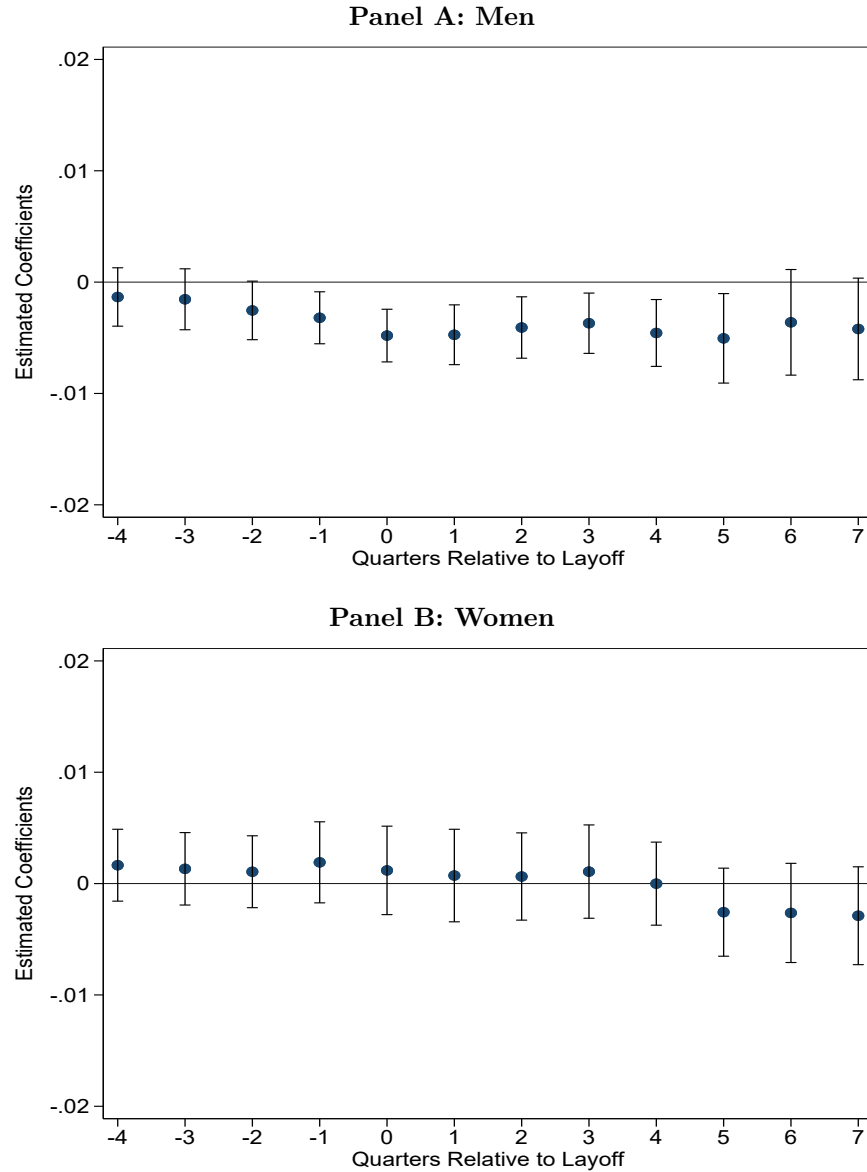 Panel A: Men
.02
.01
0
-.01
-.02
Estimated Coefficients
-4 -3 -2 -1 0 1 2 3 4 5 6 7
Quarters Relative to Layoff
Panel B: Women
.02
.01
0
-.01
-.02
Estimated Coefficients
-4 -3 -2 -1 0 1 2 3 4 5 6 7
Quarters Relative to Layoff